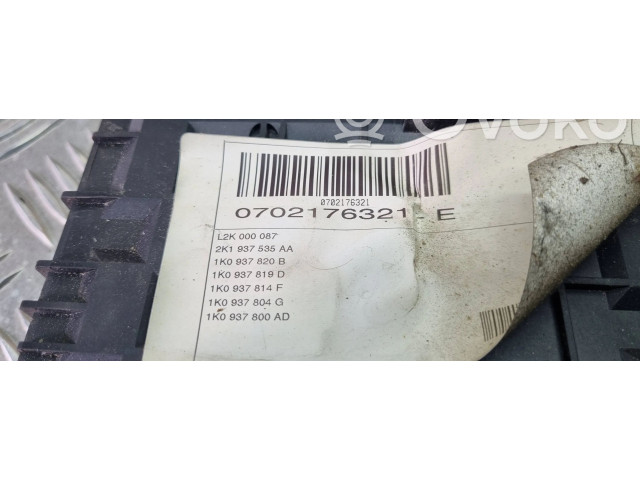 OVOKO
0702176321
0702176321 - E
L2K 000 087
2K1 937 535 AA
1K0 937 820 B
1K0 937 819 D
1K0 937 814 F
1K0 937 804 G
1K0 937 800 AD